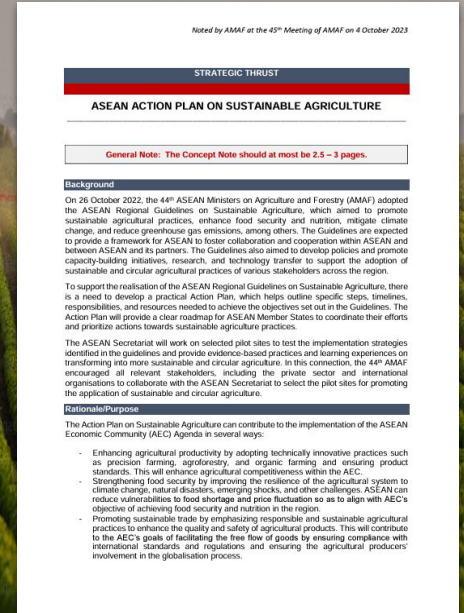 Noted by AMAF at the 45th Meeting of AMAF on 4 October 2023
STRATEGIC THRUST
ASEAN ACTION PLAN ON SUSTAINABLE AGRICULTURE
General Note: The Concept Note should at most be 2.5 – 3 pages.
Background
On 26 October 2022, the 44th ASEAN Ministers on Agriculture and Forestry (AMAF) adopted
the ASEAN Regional Guidelines on Sustainable Agriculture, which aimed to promote
sustainable agricultural practices, enhance food security and nutrition, mitigate climate
change, and reduce greenhouse gas emissions, among others. The Guidelines are expected
to provide a framework for ASEAN to foster collaboration and cooperation within ASEAN and
between ASEAN and its partners. The Guidelines also aimed to develop policies and promote
capacity-building initiatives, research, and technology transfer to support the adoption of
sustainable and circular agricultural practices of various stakeholders across the region.
To support the realisation of the ASEAN Regional Guidelines on Sustainable Agriculture, there
is a need to develop a practical Action Plan, which helps outline specific steps, timelines,
responsibilities, and resources needed to achieve the objectives set out in the Guidelines. The
Action Plan will provide a clear roadmap for ASEAN Member States to coordinate their efforts
and prioritize actions towards sustainable agriculture practices.
The ASEAN Secretariat will work on selected pilot sites to test the implementation strategies
identified in the guidelines and provide evidence-based practices and learning experiences on
transforming into more sustainable and circular agriculture. In this connection, the 44th AMAF
encouraged all relevant stakeholders, including the private sector and international
organisations to collaborate with the ASEAN Secretariat to select the pilot sites for promoting
the application of sustainable and circular agriculture.
Rationale/Purpose
The Action Plan on Sustainable Agriculture can contribute to the implementation of the ASEAN
Economic Community (AEC) Agenda in several ways:
- Enhancing agricultural productivity by adopting technically innovative practices such
as precision farming, agroforestry, and organic farming and ensuring product
standards. This will enhance agricultural competitiveness within the AEC.
- Strengthening food security by improving the resilience of the agricultural system to
climate change, natural disasters, emerging shocks, and other challenges. ASEAN can
reduce vulnerabilities to food shortage and price fluctuation so as to align with AEC's
objective of achieving food security and nutrition in the region.
- Promoting sustainable trade by emphasizing responsible and sustainable agricultural
practices to enhance the quality and safety of agricultural products. This will contribute
to the AEC's goals of facilitating the free flow of goods by ensuring compliance with
international standards and regulations and ensuring the agricultural producers'
involvement in the globalisation process.